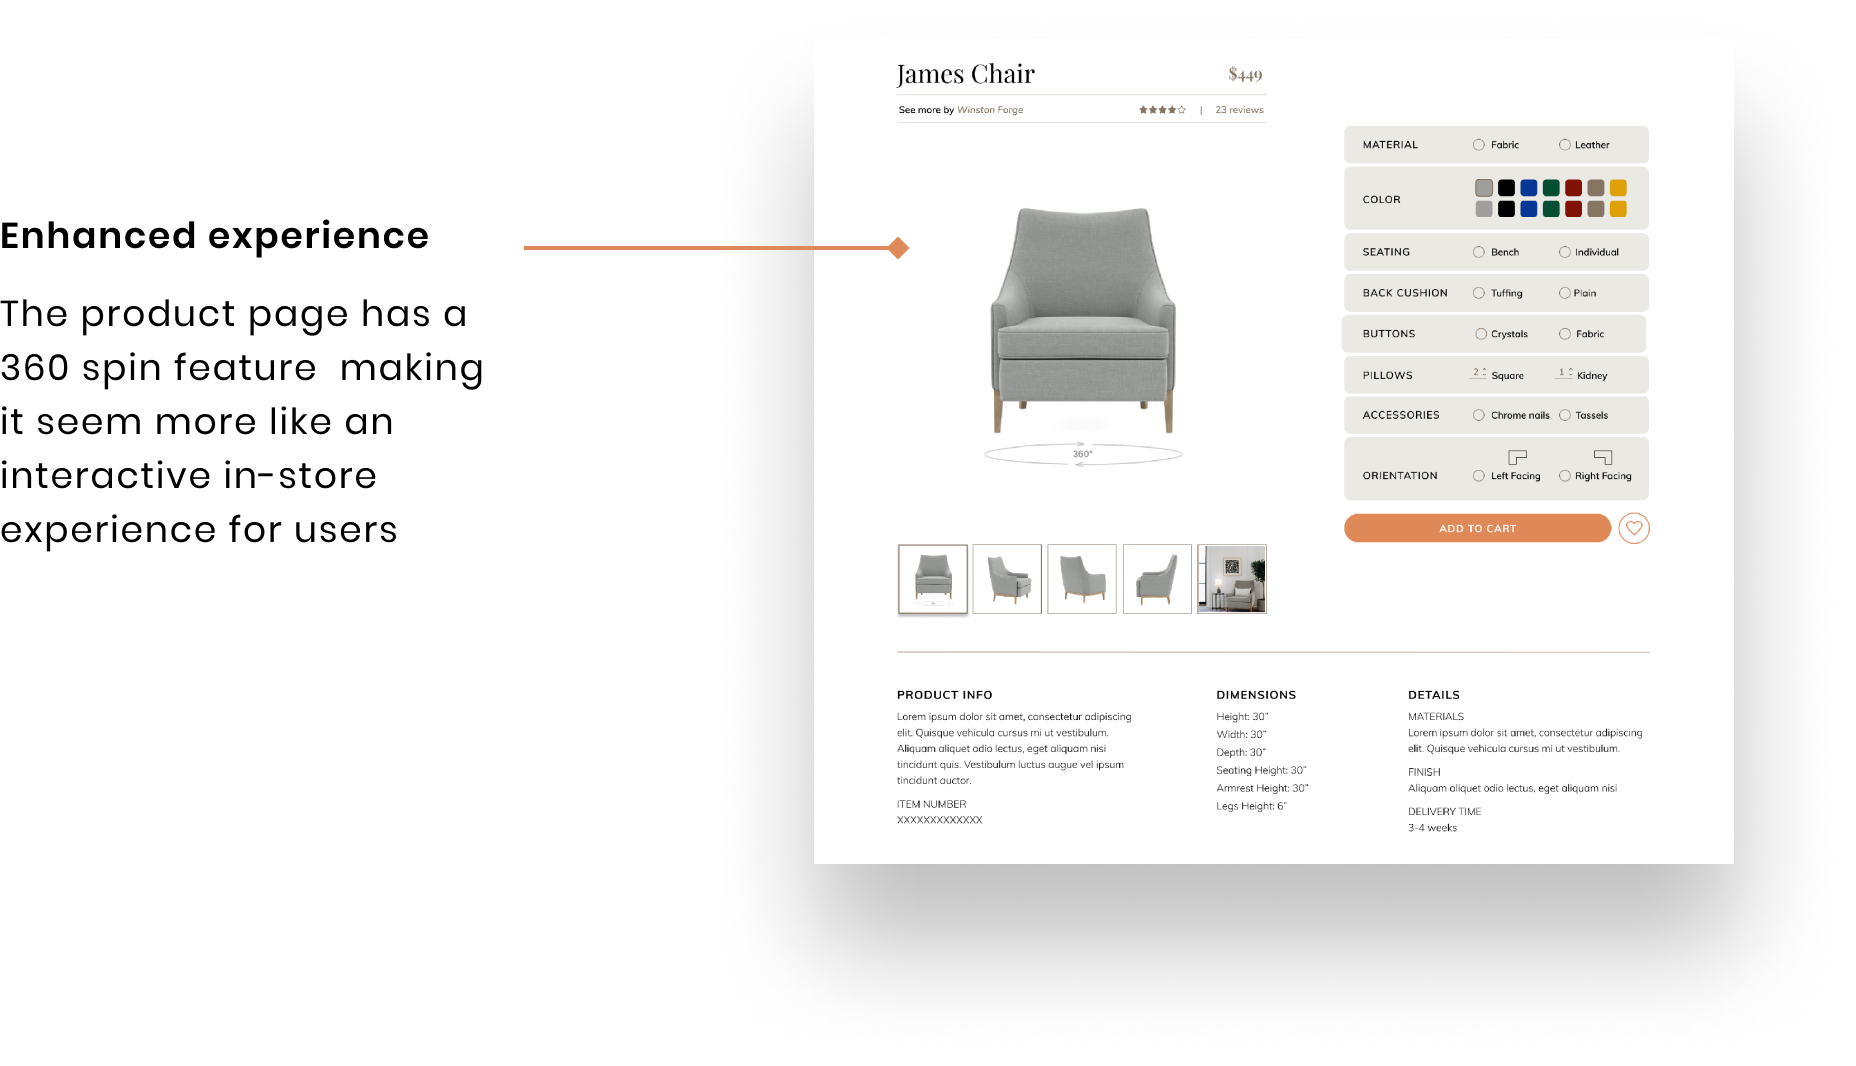 Enhanced experience
The product page has a
360 spin feature  making
it seem more like an
interactive in-store
experience for users
James Chair
$449
See more by Winston Forge
| 23 reviews
360°
MATERIAL Fabric Leather
COLOR
SEATING Bench Individual
BACK CUSHION Tuffing Plain
BUTTONS Crystals Fabric
PILLOWS 2 Square 1 Kidney
ACCESSORIES Chrome nails Tassels
ORIENTATION Left Facing Right Facing
ADD TO CART
PRODUCT INFO
Lorem ipsum dolor sit amet, consectetur adipiscing
elit. Quisque vehicula cursus mi ut vestibulum.
Aliquam aliquet odio lectus, eget aliquam nisi
tincidunt quis. Vestibulum luctus augue vel ipsum
tincidunt auctor.
ITEM NUMBER
XXXXXXXXXXXXX
DIMENSIONS
Height: 30"
Width: 30"
Depth: 30"
Seating Height: 30"
Armrest Height: 30"
Legs Height: 6"
DETAILS
MATERIALS
Lorem ipsum dolor sit amet, consectetur adipiscing
elit. Quisque vehicula cursus mi ut vestibulum.
FINISH
Aliquam aliquet odio lectus, eget aliquam nisi
DELIVERY TIME
3-4 weeks